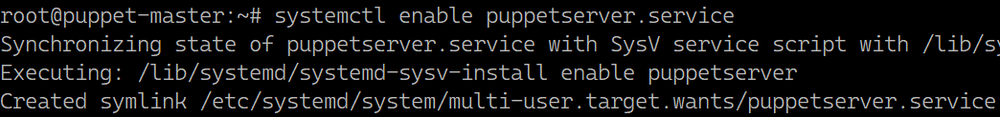 root@puppet-master:~# systemctl enable puppetserver.service
Synchronizing state of puppetserver.service with SysV service script with /lib/sy
Executing: /lib/systemd/systemd-sysv-install enable puppetserver
Created symlink /etc/systemd/system/multi-user.target.wants/puppetserver.service